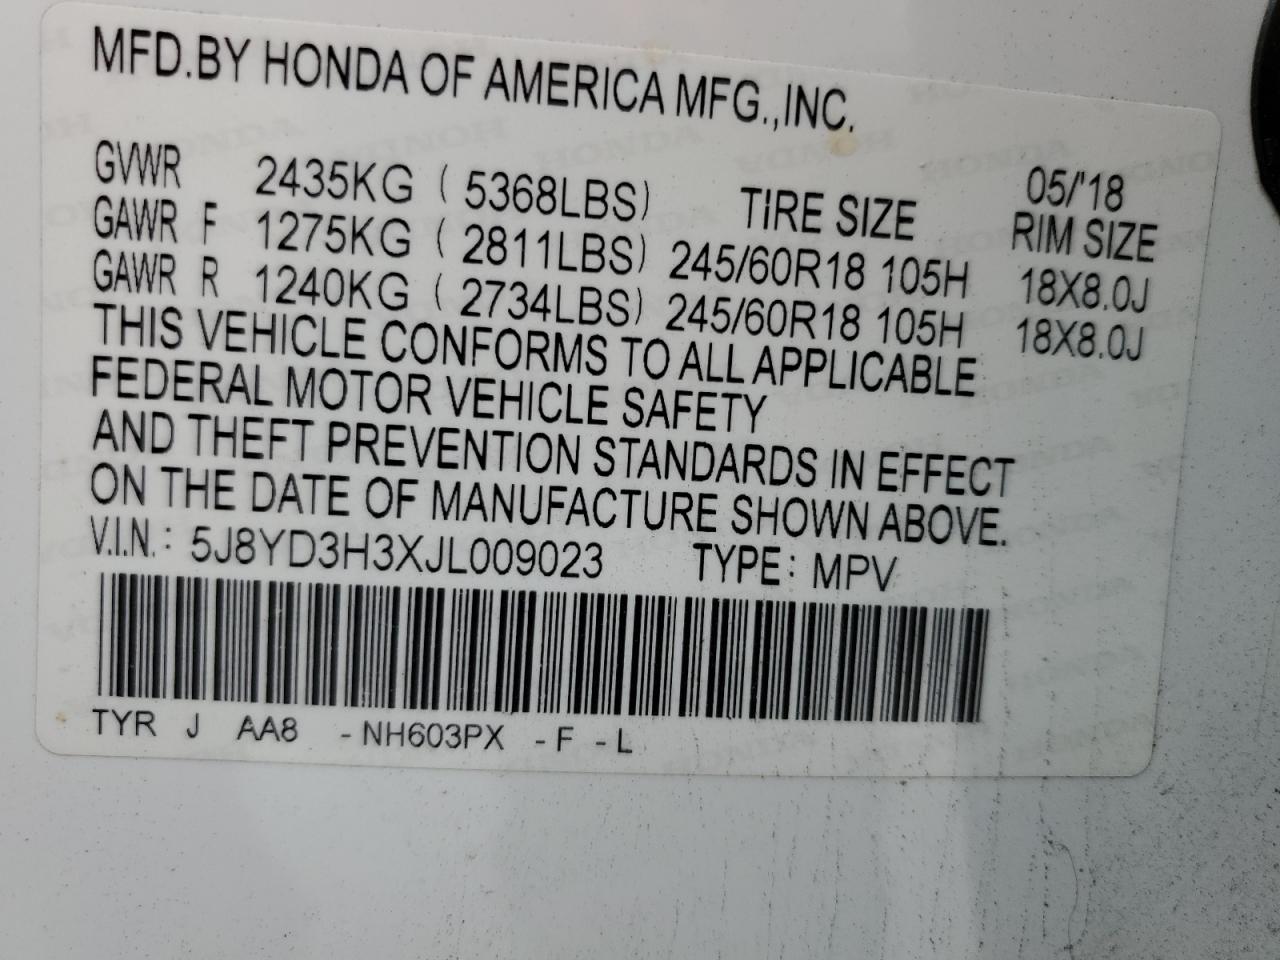 MFD.BY HONDA OF AMERICA MFG.,INC.
GVWR 2435KG ( 5368LBS) TIRE SIZE 05/'18
RIM SIZE
GAWR F 1275KG ( 2811LBS) 245/60R18 105H 18X8.0J
GAWR R 1240KG ( 2734LBS) 245/60R18 105H 18X8.0J
THIS VEHICLE CONFORMS TO ALL APPLICABLE
FEDERAL MOTOR VEHICLE SAFETY
AND THEFT PREVENTION STANDARDS IN EFFECT
ON THE DATE OF MANUFACTURE SHOWN ABOVE.
V.I.N.: 5J8YD3H3XJL009023 TYPE: MPV
TYR J AA8 -NH603PX -F -L